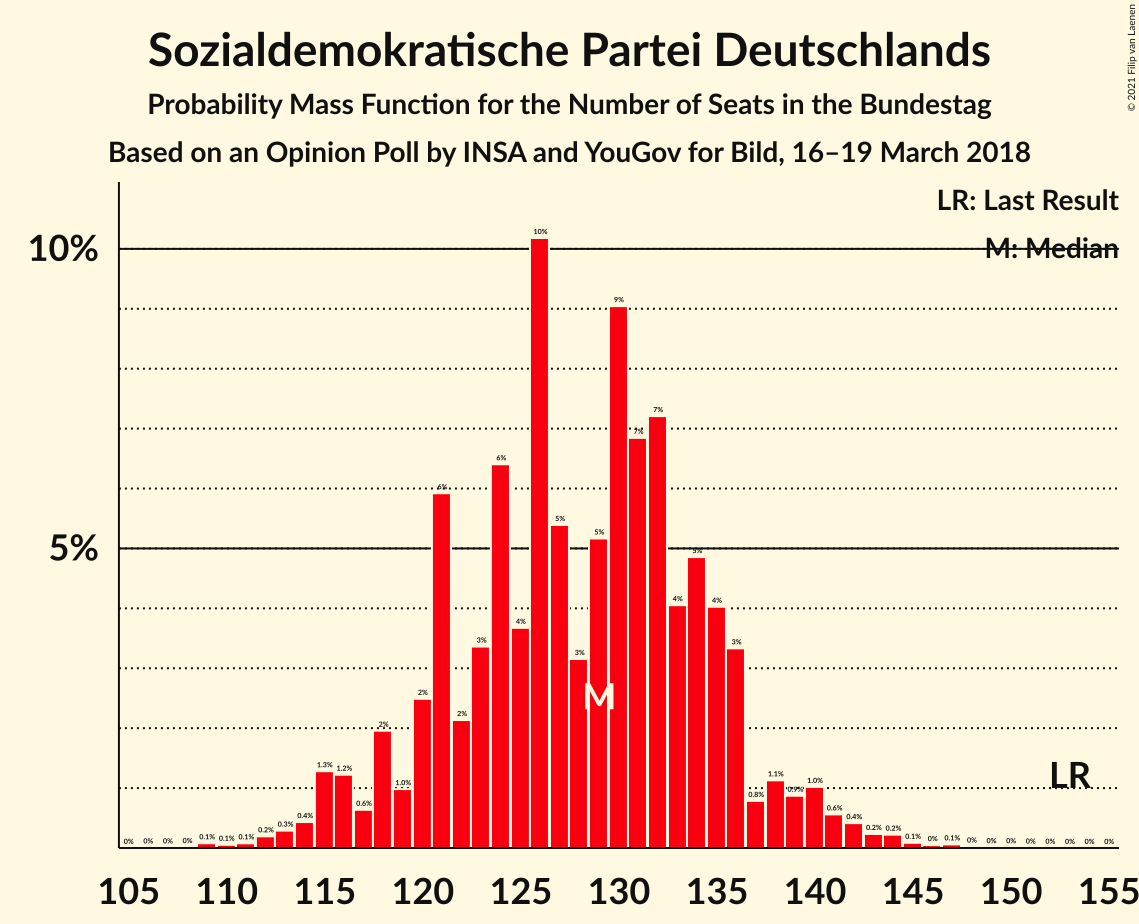 Sozialdemokratische Partei Deutschlands
Probability Mass Function for the Number of Seats in the Bundestag
Based on an Opinion Poll by INSA and YouGov for Bild, 16–19 March 2018
© 2021 Filip van Laenen
LR: Last Result
M: Median
10%
5%
0% 0% 0% 0% 0.1% 0.1% 0.1% 0.2% 0.3% 0.4% 1.3% 1.2% 0.6% 2% 1.0% 2% 6% 2% 3% 6% 4% 10% 5% 3% 5% 9% 7% 7% 4% 5% 4% 3% 0.8% 1.1% 0.9% 1.0% 0.6% 0.4% 0.2% 0.2% 0.1% 0% 0.1% 0% 0% 0% 0% 0% 0% 0% 0%
M
LR
105 110 115 120 125 130 135 140 145 150 155